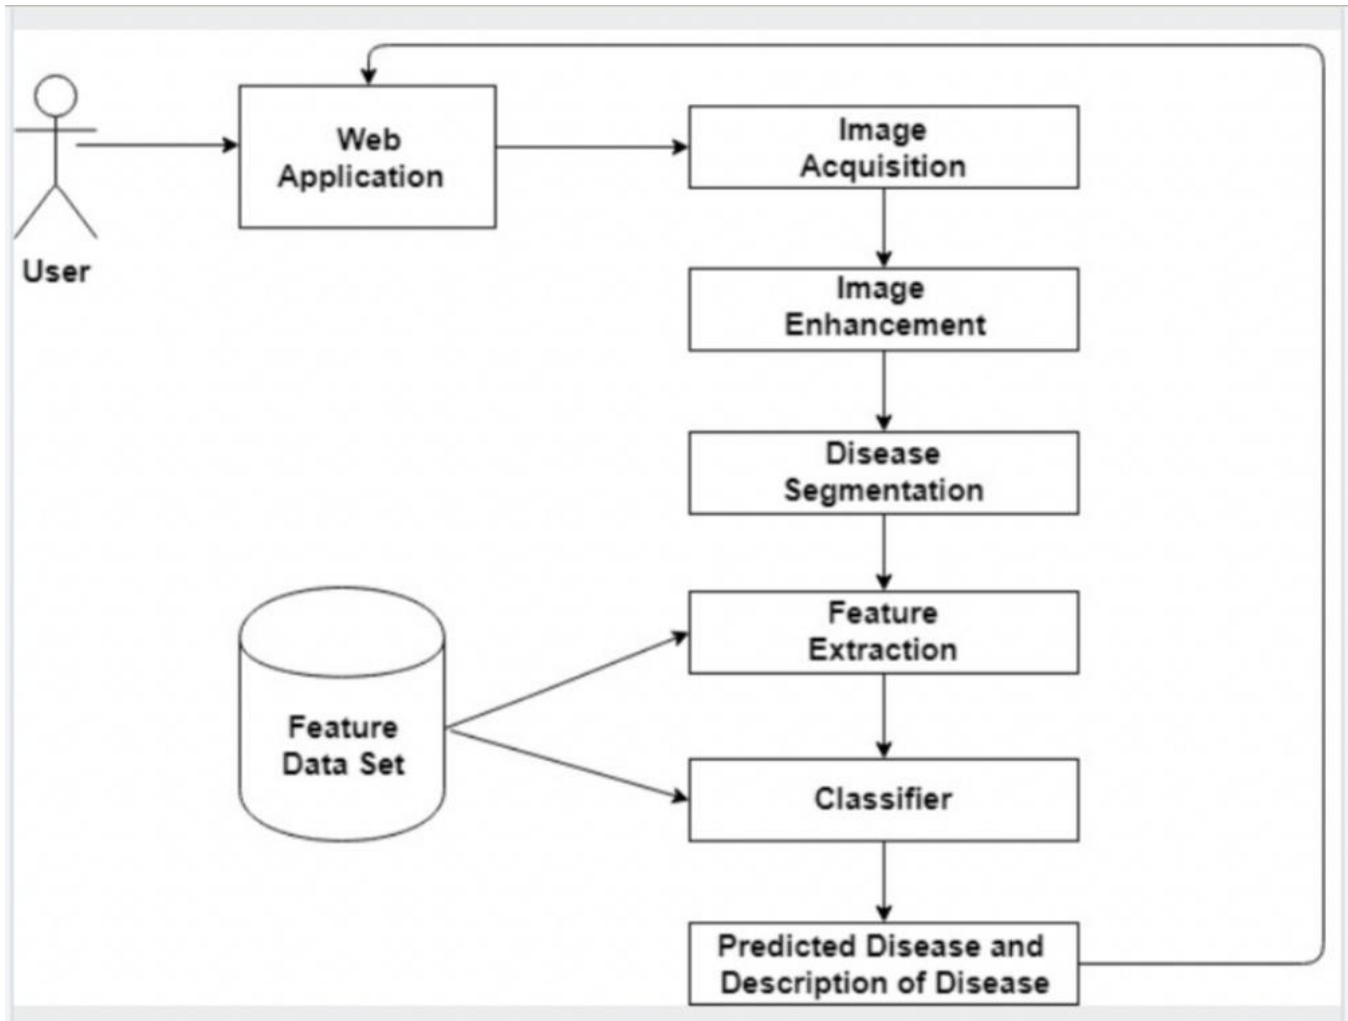 Web
Application
User
Image
Acquisition
Image
Enhancement
Disease
Segmentation
Feature
Extraction
Feature
Data Set
Classifier
Predicted Disease and
Description of Disease